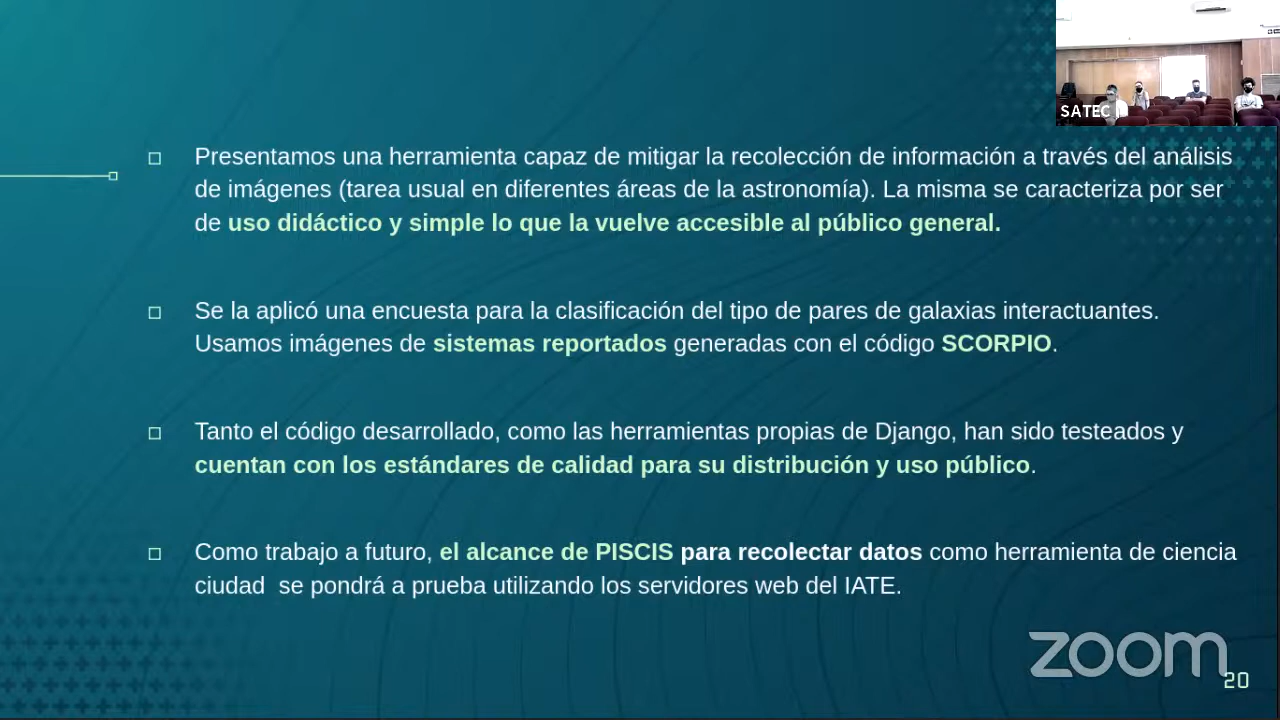 SATEC
Presentamos una herramienta capaz de mitigar la recolección de información a través del análisis
de imágenes (tarea usual en diferentes áreas de la astronomía). La misma se caracteriza por ser
de uso didáctico y simple lo que la vuelve accesible al público general.
Se la aplicó una encuesta para la clasificación del tipo de pares de galaxias interactuantes.
Usamos imágenes de sistemas reportados generadas con el código SCORPIO.
Tanto el código desarrollado, como las herramientas propias de Django, han sido testeados y
cuentan con los estándares de calidad para su distribución y uso público.
Como trabajo a futuro, el alcance de PISCIS para recolectar datos como herramienta de ciencia
ciudad  se pondrá a prueba utilizando los servidores web del IATE.
zoom
20